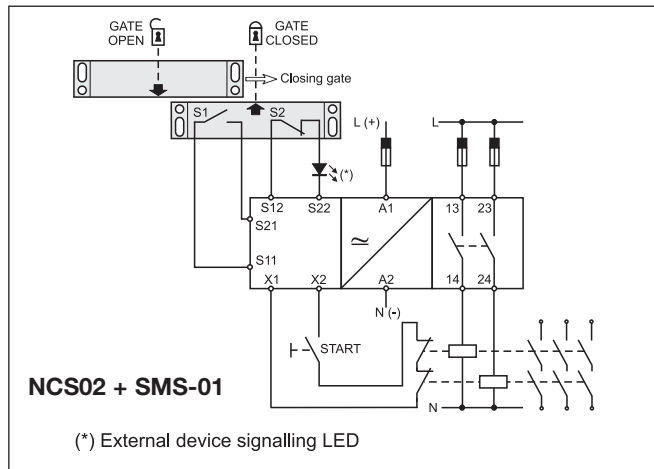 GATE OPEN
GATE CLOSED
Closing gate
S1
S2
L (+)
L
(*)
S12
S22
A1
13
23
S21
≃
S11
X1
X2
A2
14
24
N (-)
START
NCS02 + SMS-01
N
(*) External device signalling LED